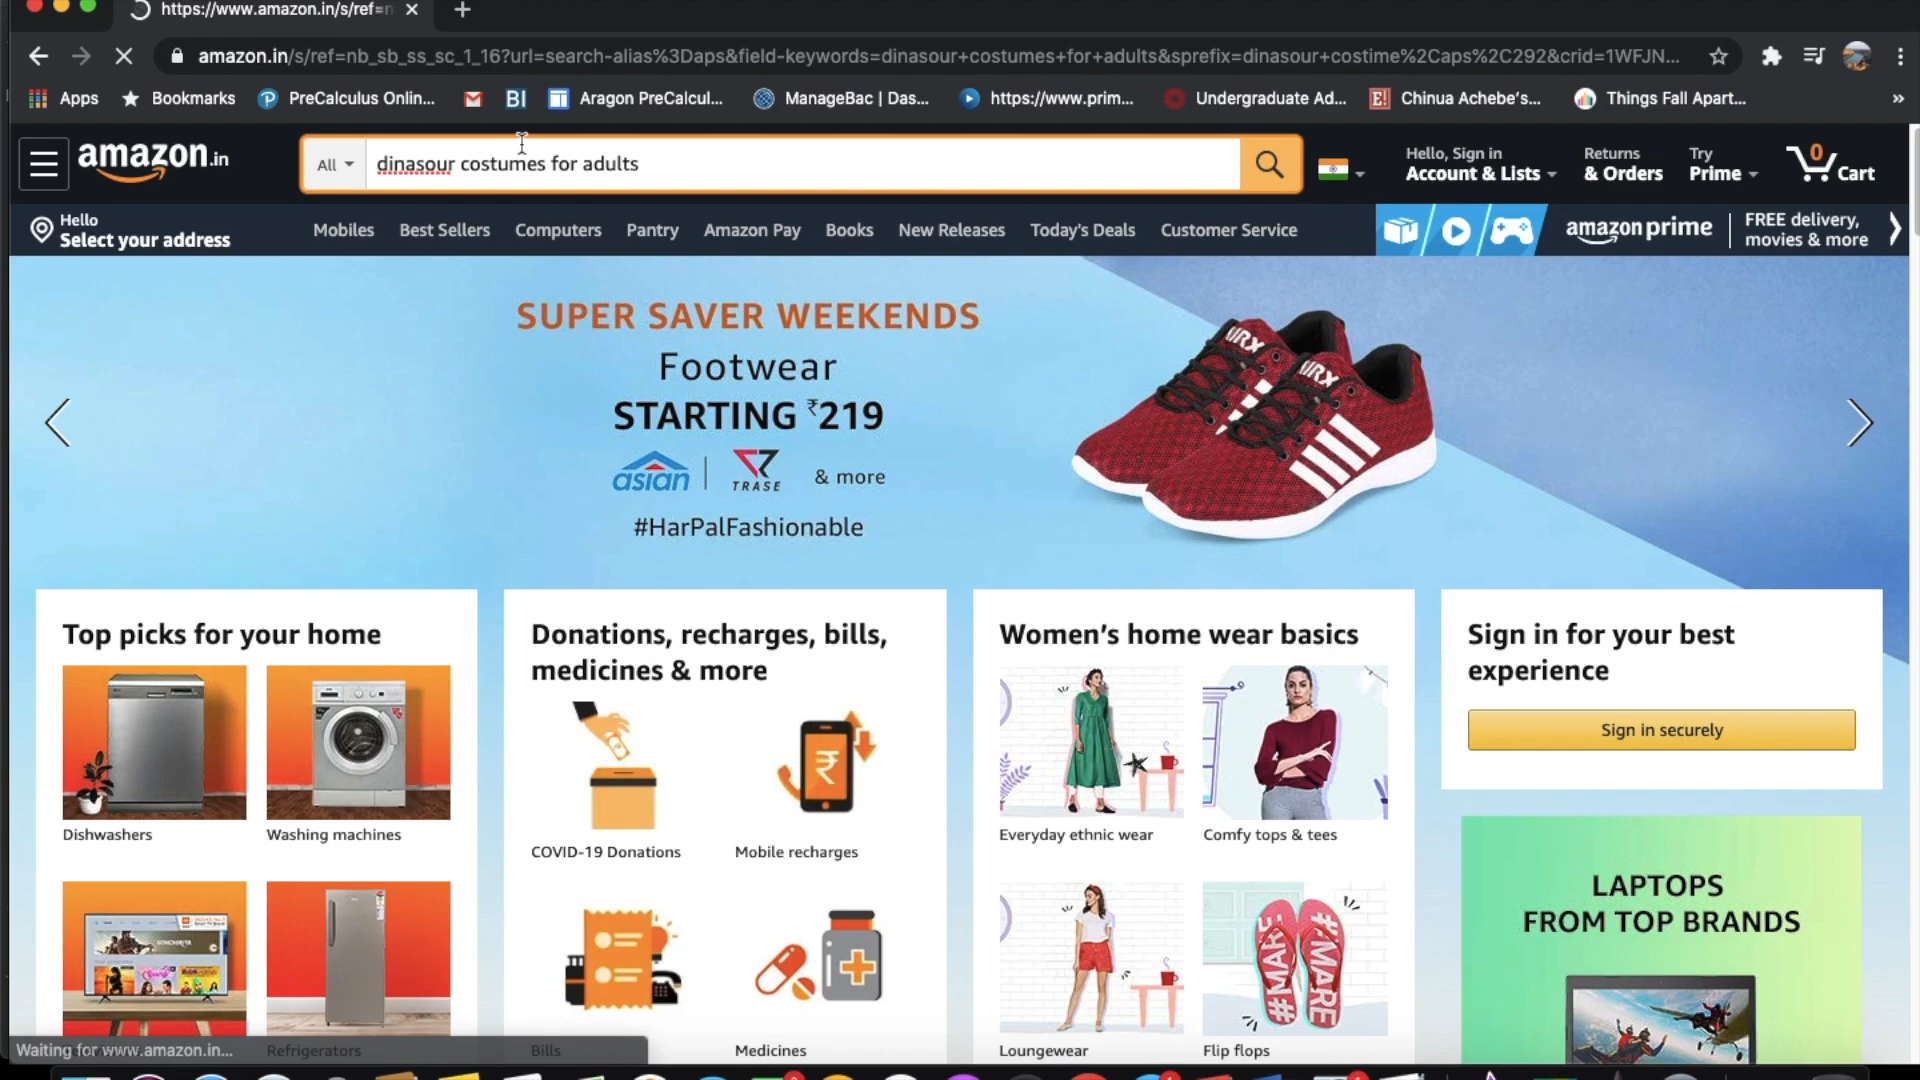 https://www.amazon.in/s/ref=n
amazon.in/s/ref=nb_sb_ss_sc_1_16?url=search-alias%3Daps&field-keywords=dinasour+costumes+for+adults&sprefix=dinasour+costime%2Caps%2C292&crid=1WFJN...
Apps Bookmarks PreCalculus Onlin... BI Aragon PreCalcul... ManageBac | Das... https://www.prim... Undergraduate Ad... E! Chinua Achebe's... Things Fall Apart... »
amazon.in
All dinasour costumes for adults
Hello, Sign in
Account & Lists
Returns
& Orders
Try
Prime
0
Cart
Hello
Select your address
Mobiles Best Sellers Computers Pantry Amazon Pay Books New Releases Today's Deals Customer Service
amazon prime
FREE delivery,
movies & more
SUPER SAVER WEEKENDS
Footwear
STARTING ₹219
asian | TRASE & more
#HarPalFashionable
Top picks for your home
Dishwashers Washing machines
Refrigerators
Donations, recharges, bills,
medicines & more
COVID-19 Donations Mobile recharges
Bills Medicines
Women's home wear basics
Everyday ethnic wear Comfy tops & tees
#MARE
Loungewear Flip flops
Sign in for your best
experience
Sign in securely
LAPTOPS
FROM TOP BRANDS
Waiting for www.amazon.in...